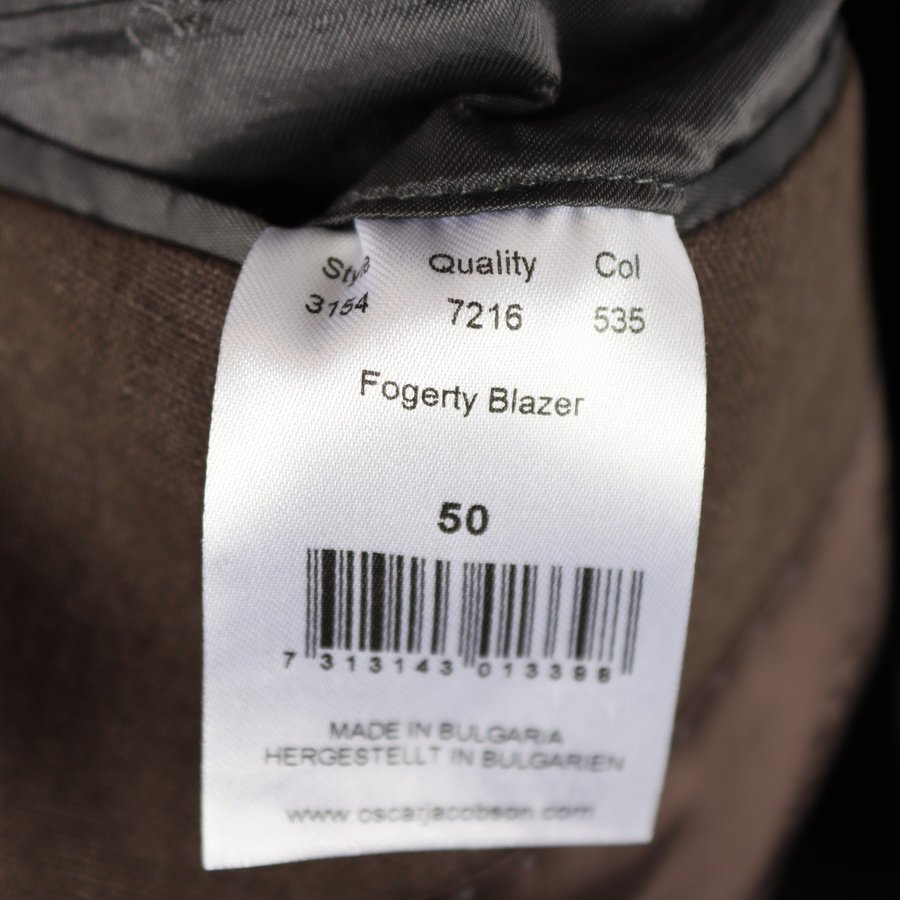 Style Quality Col
3154 7216 535
Fogerty Blazer
50
7 313143 013398
MADE IN BULGARIA
HERGESTELLT IN BULGARIEN
www.oscarjacobson.com